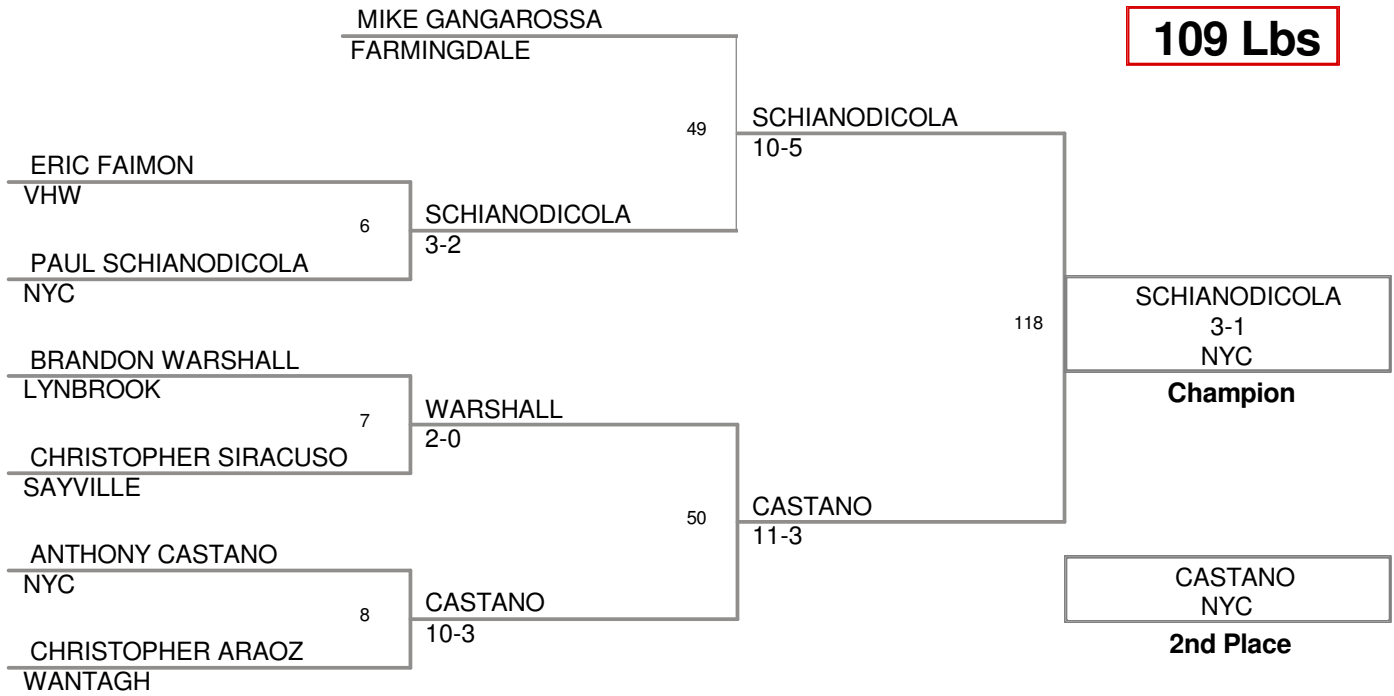 MIKE GANGAROSSA
FARMINGDALE
109 Lbs
49
SCHIANODICOLA
10-5
ERIC FAIMON
VHW
6
SCHIANODICOLA
3-2
PAUL SCHIANODICOLA
NYC
118
SCHIANODICOLA
3-1
NYC
Champion
BRANDON WARSHALL
LYNBROOK
7
WARSHALL
2-0
CHRISTOPHER SIRACUSO
SAYVILLE
50
CASTANO
11-3
ANTHONY CASTANO
NYC
8
CASTANO
10-3
CHRISTOPHER ARAOZ
WANTAGH
CASTANO
NYC
2nd Place